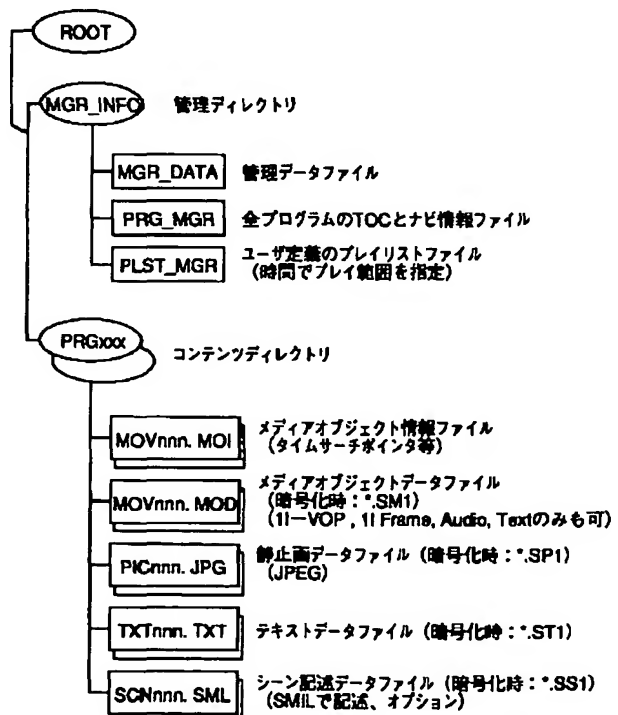 ROOT
MGR_INFO 管理ディレクトリ
MGR_DATA 管理データファイル
PRG_MGR 全プログラムのTOCとナビ情報ファイル
PLST_MGR ユーザ定義のプレイリストファイル
(時間でプレイ範囲を指定)
PRGxxx コンテンツディレクトリ
MOVnnn. MOI メディアオブジェクト情報ファイル
(タイムサーチポインタ等)
MOVnnn. MOD メディアオブジェクトデータファイル
(暗号化時:*.SM1)
(1I-VOP , 1I Frame, Audio, Textのみも可)
PICnnn. JPG 静止画データファイル (暗号化時:*.SP1)
(JPEG)
TXTnnn. TXT テキストデータファイル (暗号化時:*.ST1)
SCNnnn. SML シーン記述データファイル (暗号化時:*.SS1)
(SMILで記述、オプション)